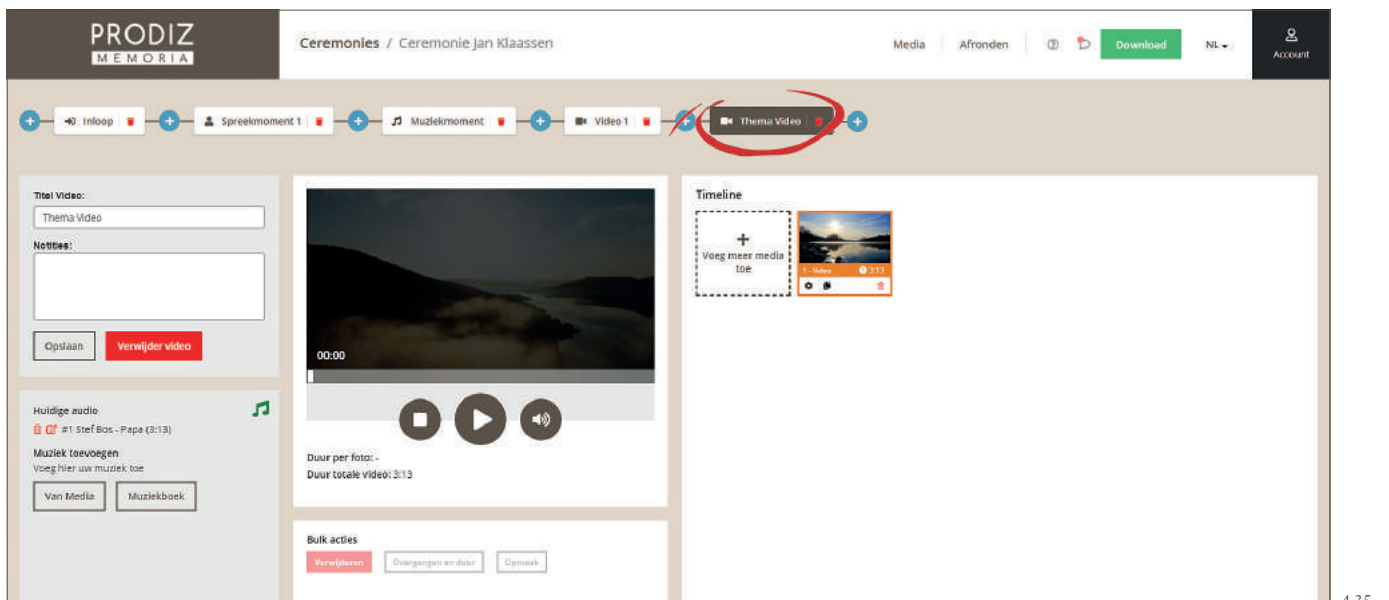 PRODIZ
MEMORIA
Ceremonies / Ceremonie Jan Klaassen
Media
Afronden
Download
NL
Account
Inloop
Spreekmoment 1
Muziekmoment
Video 1
Thema Video
Titel Video:
Thema Video
Notities:
Opslaan
Verwijder video
Huidige audio
#1 Stef Bos - Papa (3:13)
Muziek toevoegen
Voeg hier uw muziek toe
Van Media
Muziekboek
00:00
Duur per foto: -
Duur totale video: 3:13
Bulk acties
Verwijderen
Overgangen en duur
Opmaak
Timeline
+
Voeg meer media
toe
1 - Video
3:13